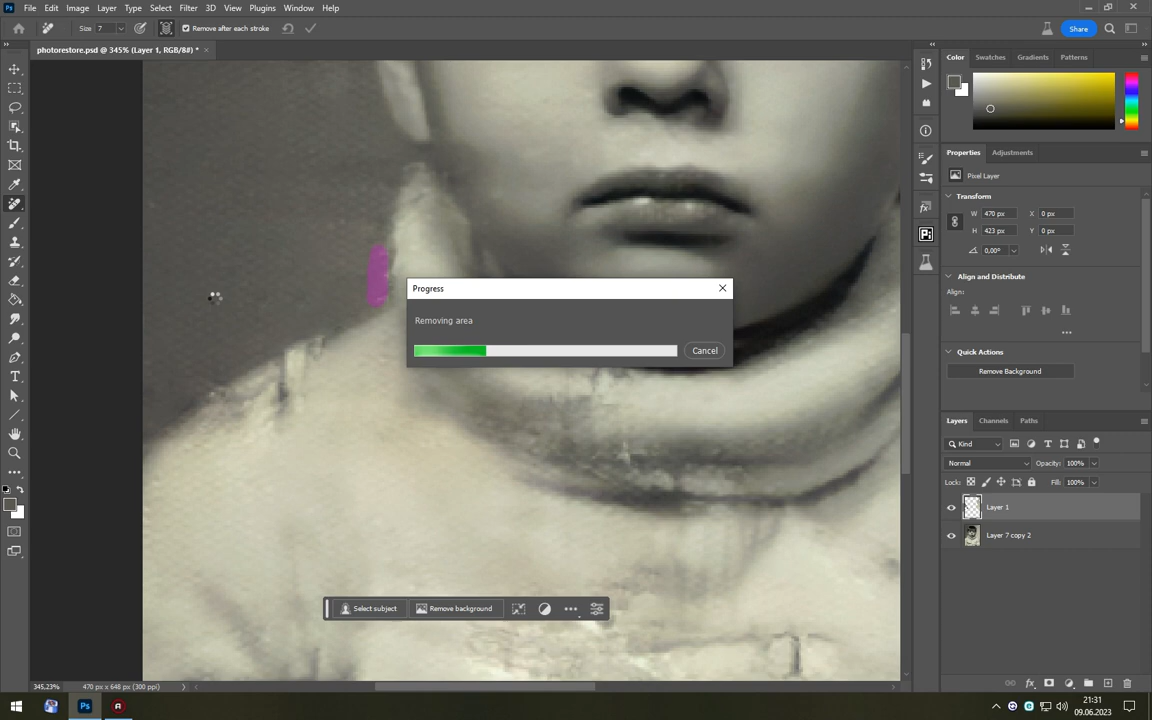 Ps File Edit Image Layer Type Select Filter 3D View Plugins Window Help
Size 7 Remove after each stroke Share
photorestore.psd @ 345% (Layer 1, RGB/8#) *
Color Swatches Gradients Patterns
Properties Adjustments
Pixel Layer
Transform
W 470 px X 0 px
H 423 px Y 0 px
0,00°
Align and Distribute
Align:
Quick Actions
Remove Background
Progress
Removing area
Cancel
Layers Channels Paths
Kind
Normal Opacity: 100%
Lock: Fill: 100%
Layer 1
Layer 7 copy 2
Select subject Remove background
345,23% 470 px x 648 px (300 ppi)
Ps
21:31
09.06.2023